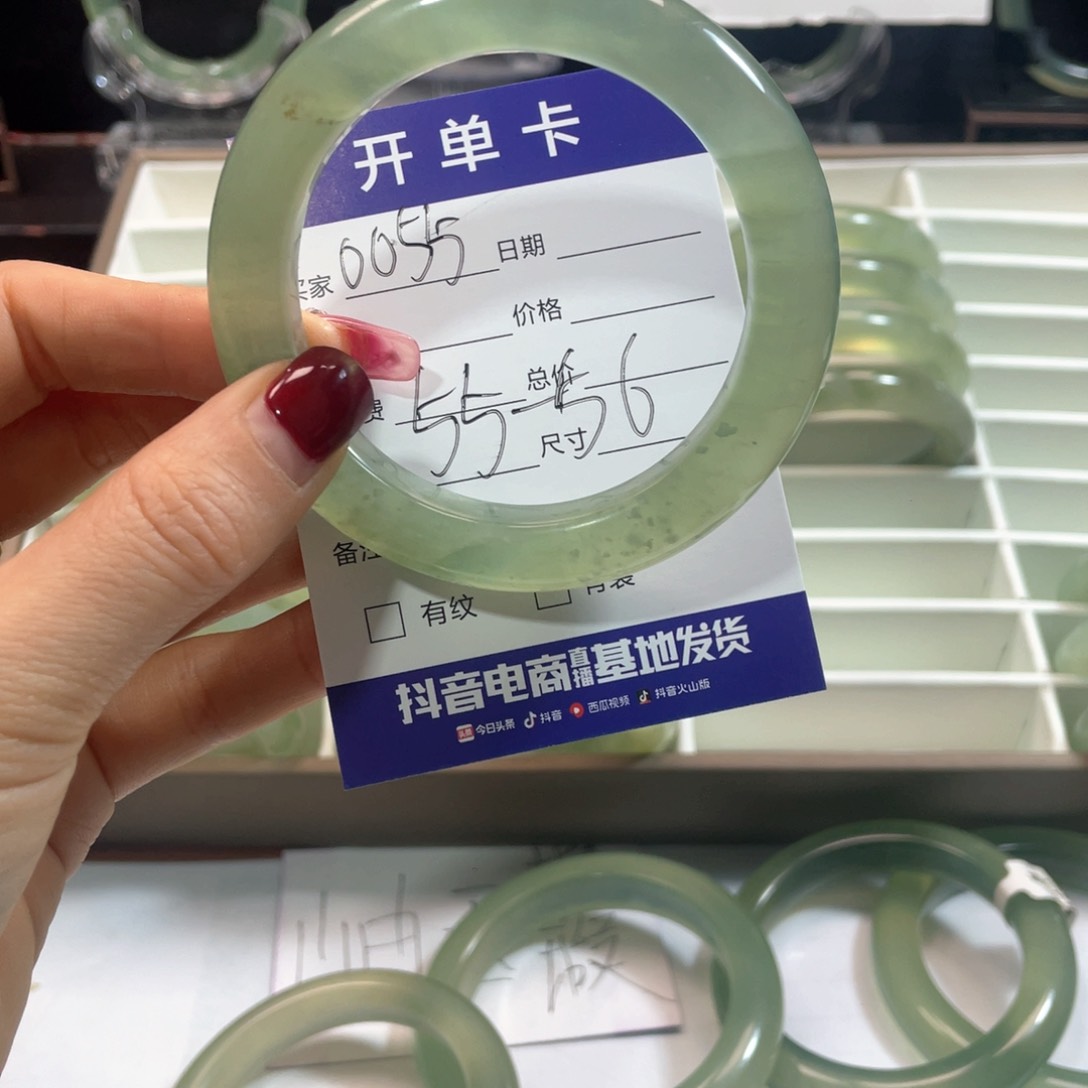 开单卡
买家 0055 日期
价格
费 总价
55-56 尺寸
备注
有纹
抖音电商直播基地发货
今日头条 抖音 西瓜视频 抖音火山版